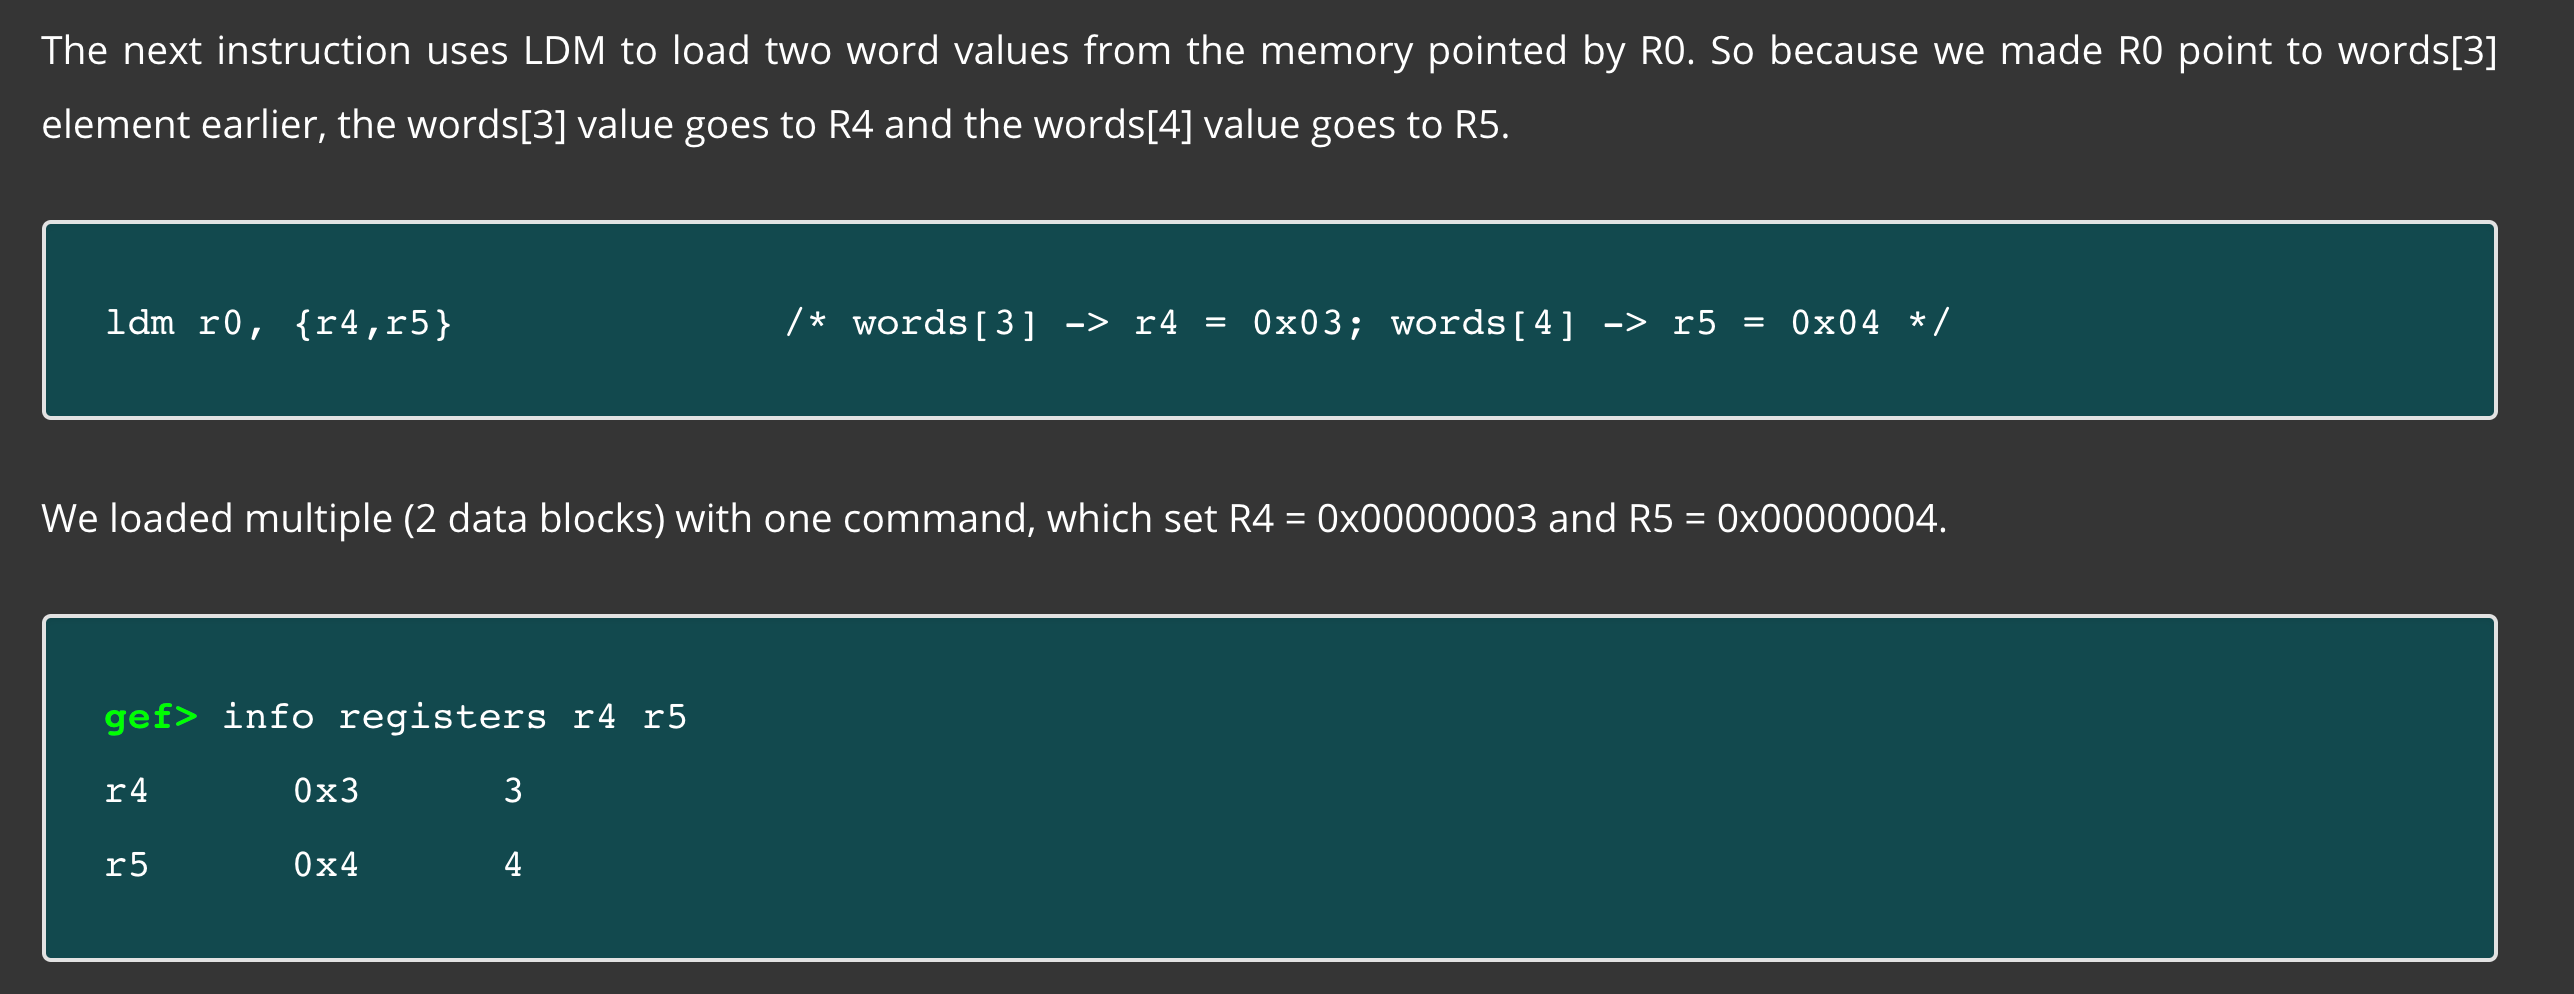 The next instruction uses LDM to load two word values from the memory pointed by R0. So because we made R0 point to words[3]
element earlier, the words[3] value goes to R4 and the words[4] value goes to R5.
ldm r0, {r4,r5}              /* words[3] -> r4 = 0x03; words[4] -> r5 = 0x04 */
We loaded multiple (2 data blocks) with one command, which set R4 = 0x00000003 and R5 = 0x00000004.
gef> info registers r4 r5
r4      0x3      3
r5      0x4      4